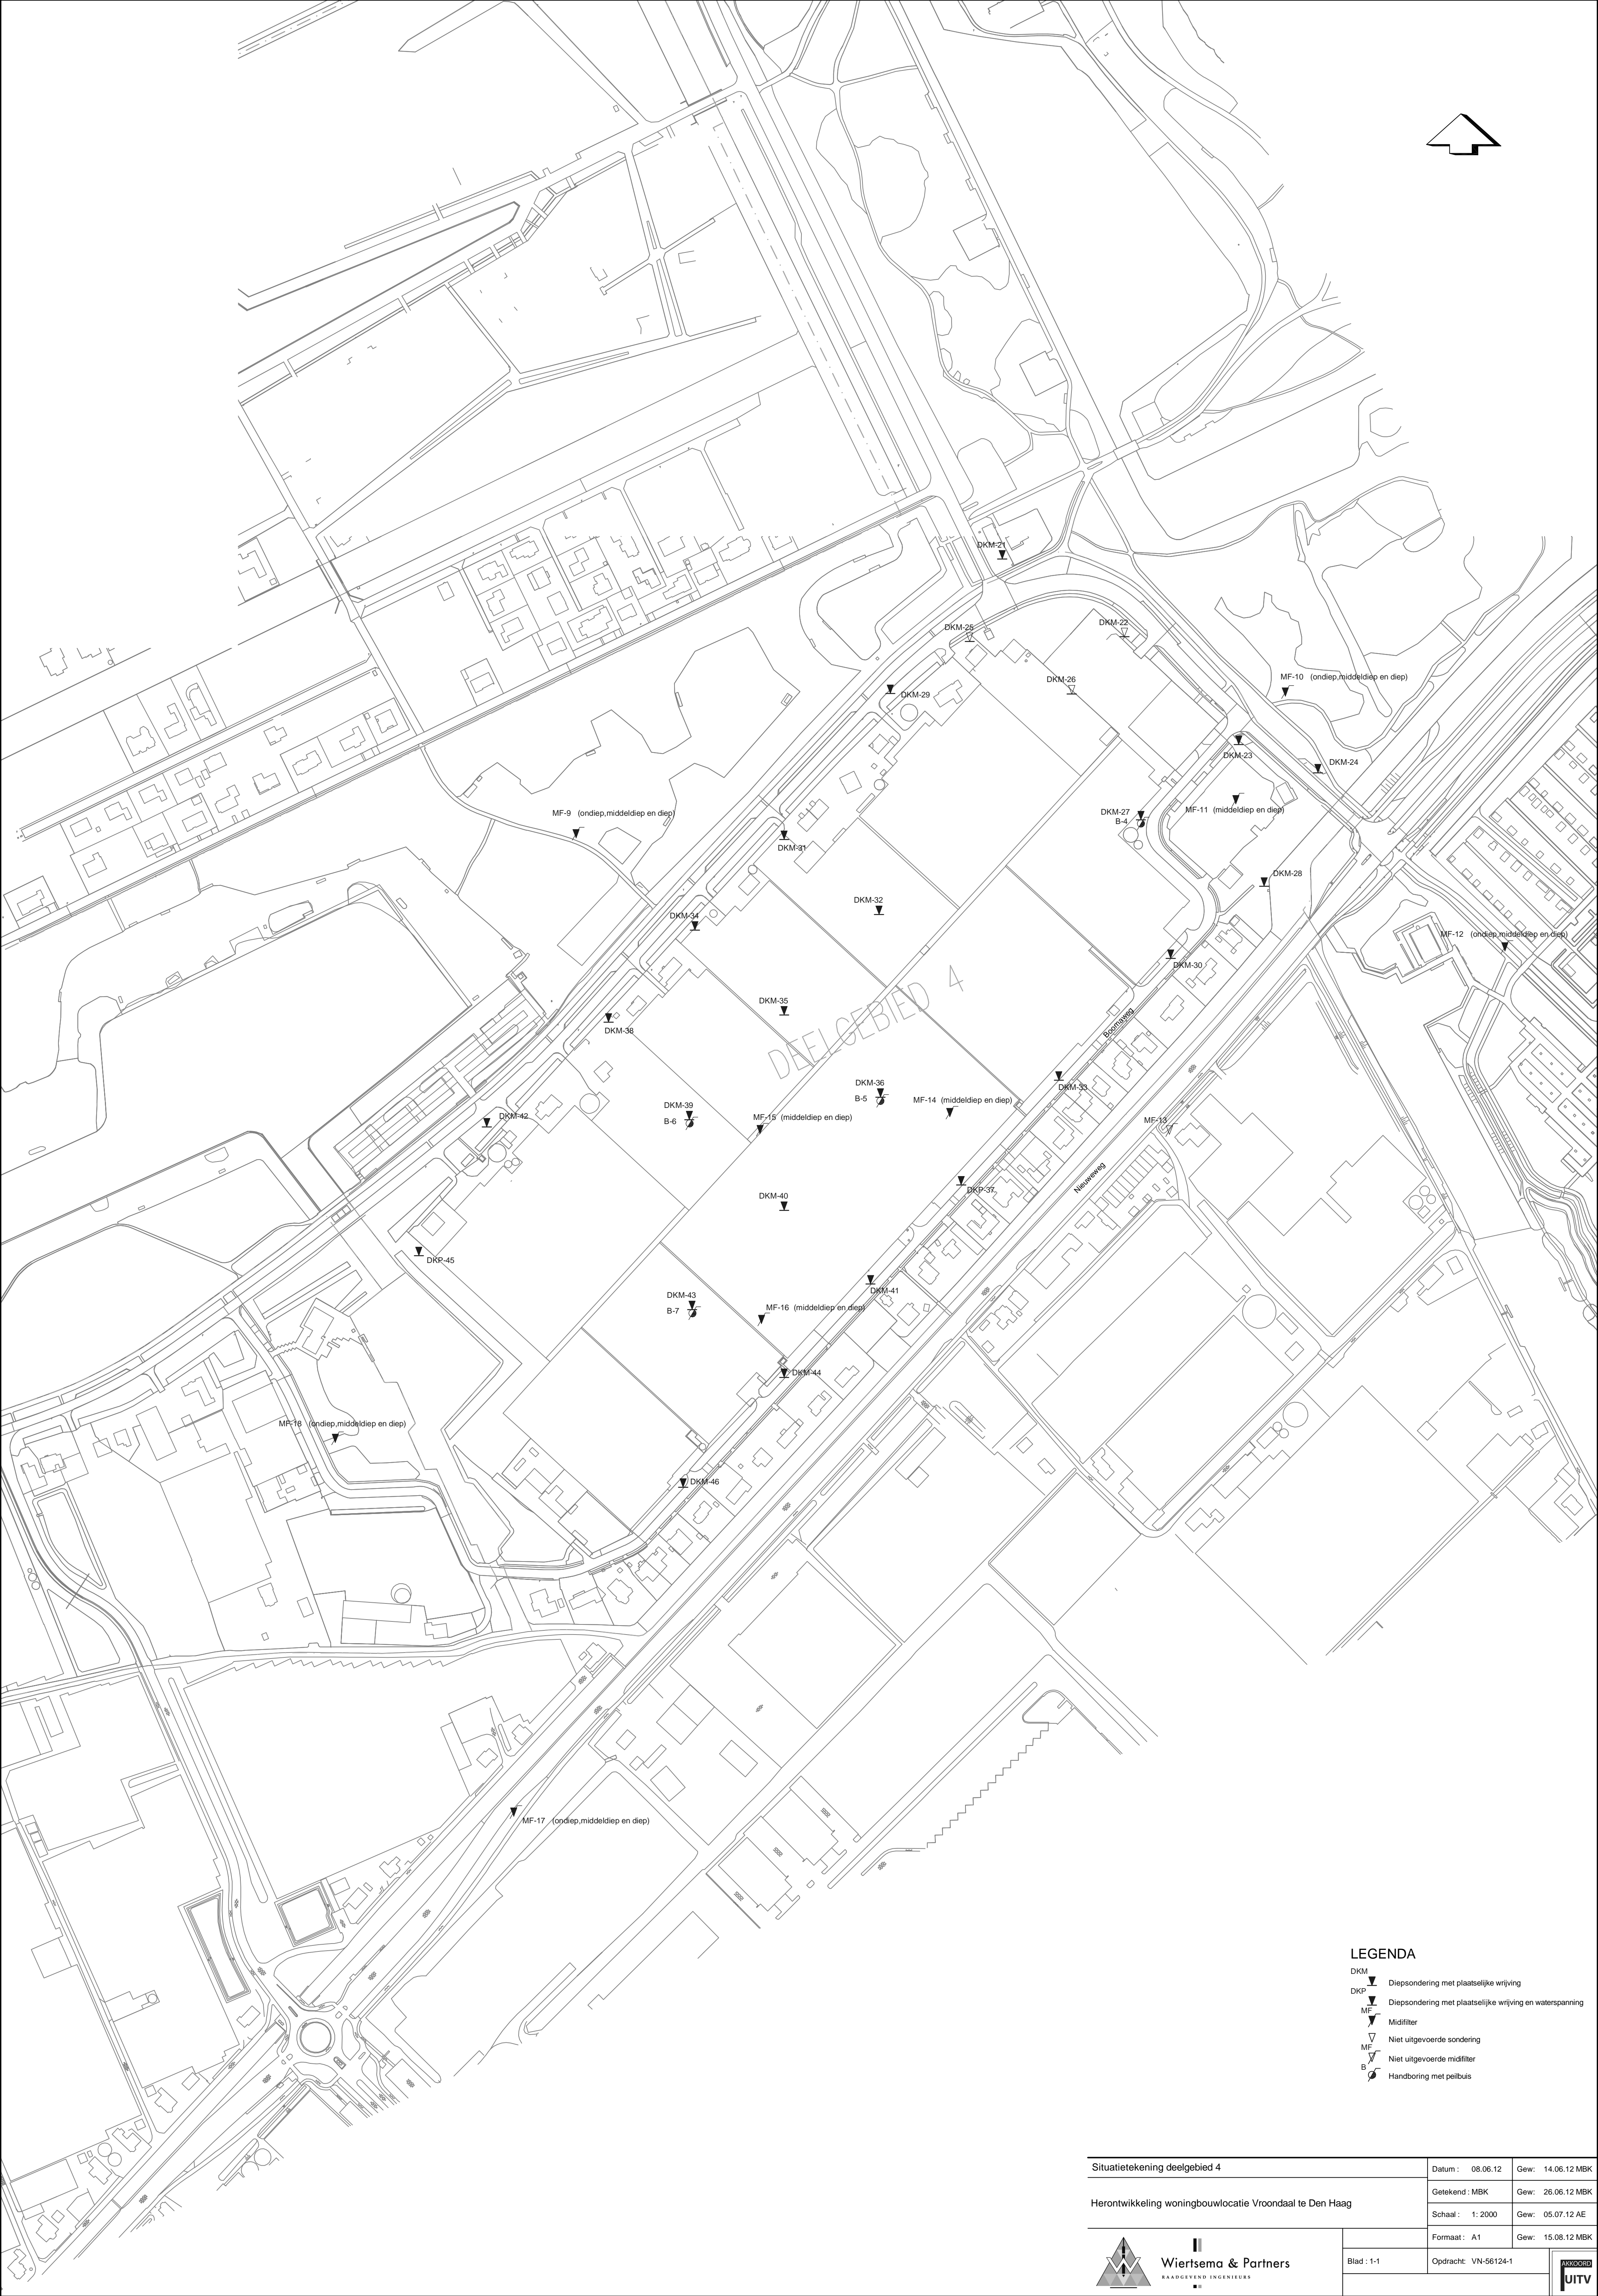 DKM-21
DKM-25
DKM-22
DKM-26
MF-10 (ondiep,middeldiep en diep)
DKM-29
DKM-23
DKM-24
MF-9 (ondiep,middeldiep en diep)
DKM-27
B-4
MF-11 (middeldiep en diep)
DKM-31
DKM-28
DKM-32
DKM-34
MF-12 (ondiep,middeldiep en diep)
DKM-30
DKM-35
DEELGEBIED 4
DKM-38
Boomaweg
DKM-36
B-5
DKM-33
MF-14 (middeldiep en diep)
DKM-39
B-6
DKM-42
MF-15 (middeldiep en diep)
MF-13
Nieuweweg
DKP-37
DKM-40
DKP-45
DKM-41
DKM-43
B-7
MF-16 (middeldiep en diep)
DKM-44
MF-18 (ondiep,middeldiep en diep)
DKM-46
MF-17 (ondiep,middeldiep en diep)
LEGENDA
DKM
Diepsondering met plaatselijke wrijving
DKP
Diepsondering met plaatselijke wrijving en waterspanning
MF
Midifilter
Niet uitgevoerde sondering
MF
Niet uitgevoerde midifilter
B
Handboring met peilbuis
Situatietekening deelgebied 4
Datum : 08.06.12
Gew: 14.06.12 MBK
Getekend : MBK
Gew: 26.06.12 MBK
Herontwikkeling woningbouwlocatie Vroondaal te Den Haag
Schaal : 1: 2000
Gew: 05.07.12 AE
Formaat : A1
Gew: 15.08.12 MBK
Wiertsema & Partners
RAADGEVEND INGENIEURS
Blad : 1-1
Opdracht: VN-56124-1
AKKOORD
UITV